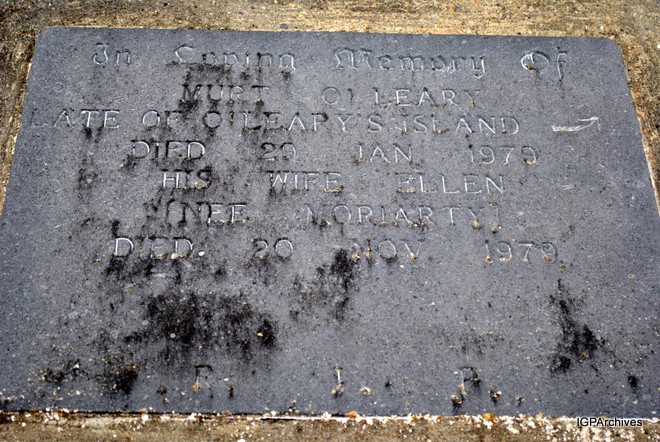 In Loving Memory Of
MURT O'LEARY
LATE OF O'LEARY'S ISLAND
DIED 29 JAN 1979
HIS WIFE ELLEN
[NEE MORIARTY]
DIED 20 NOV 1979
R I P
IGPArchives